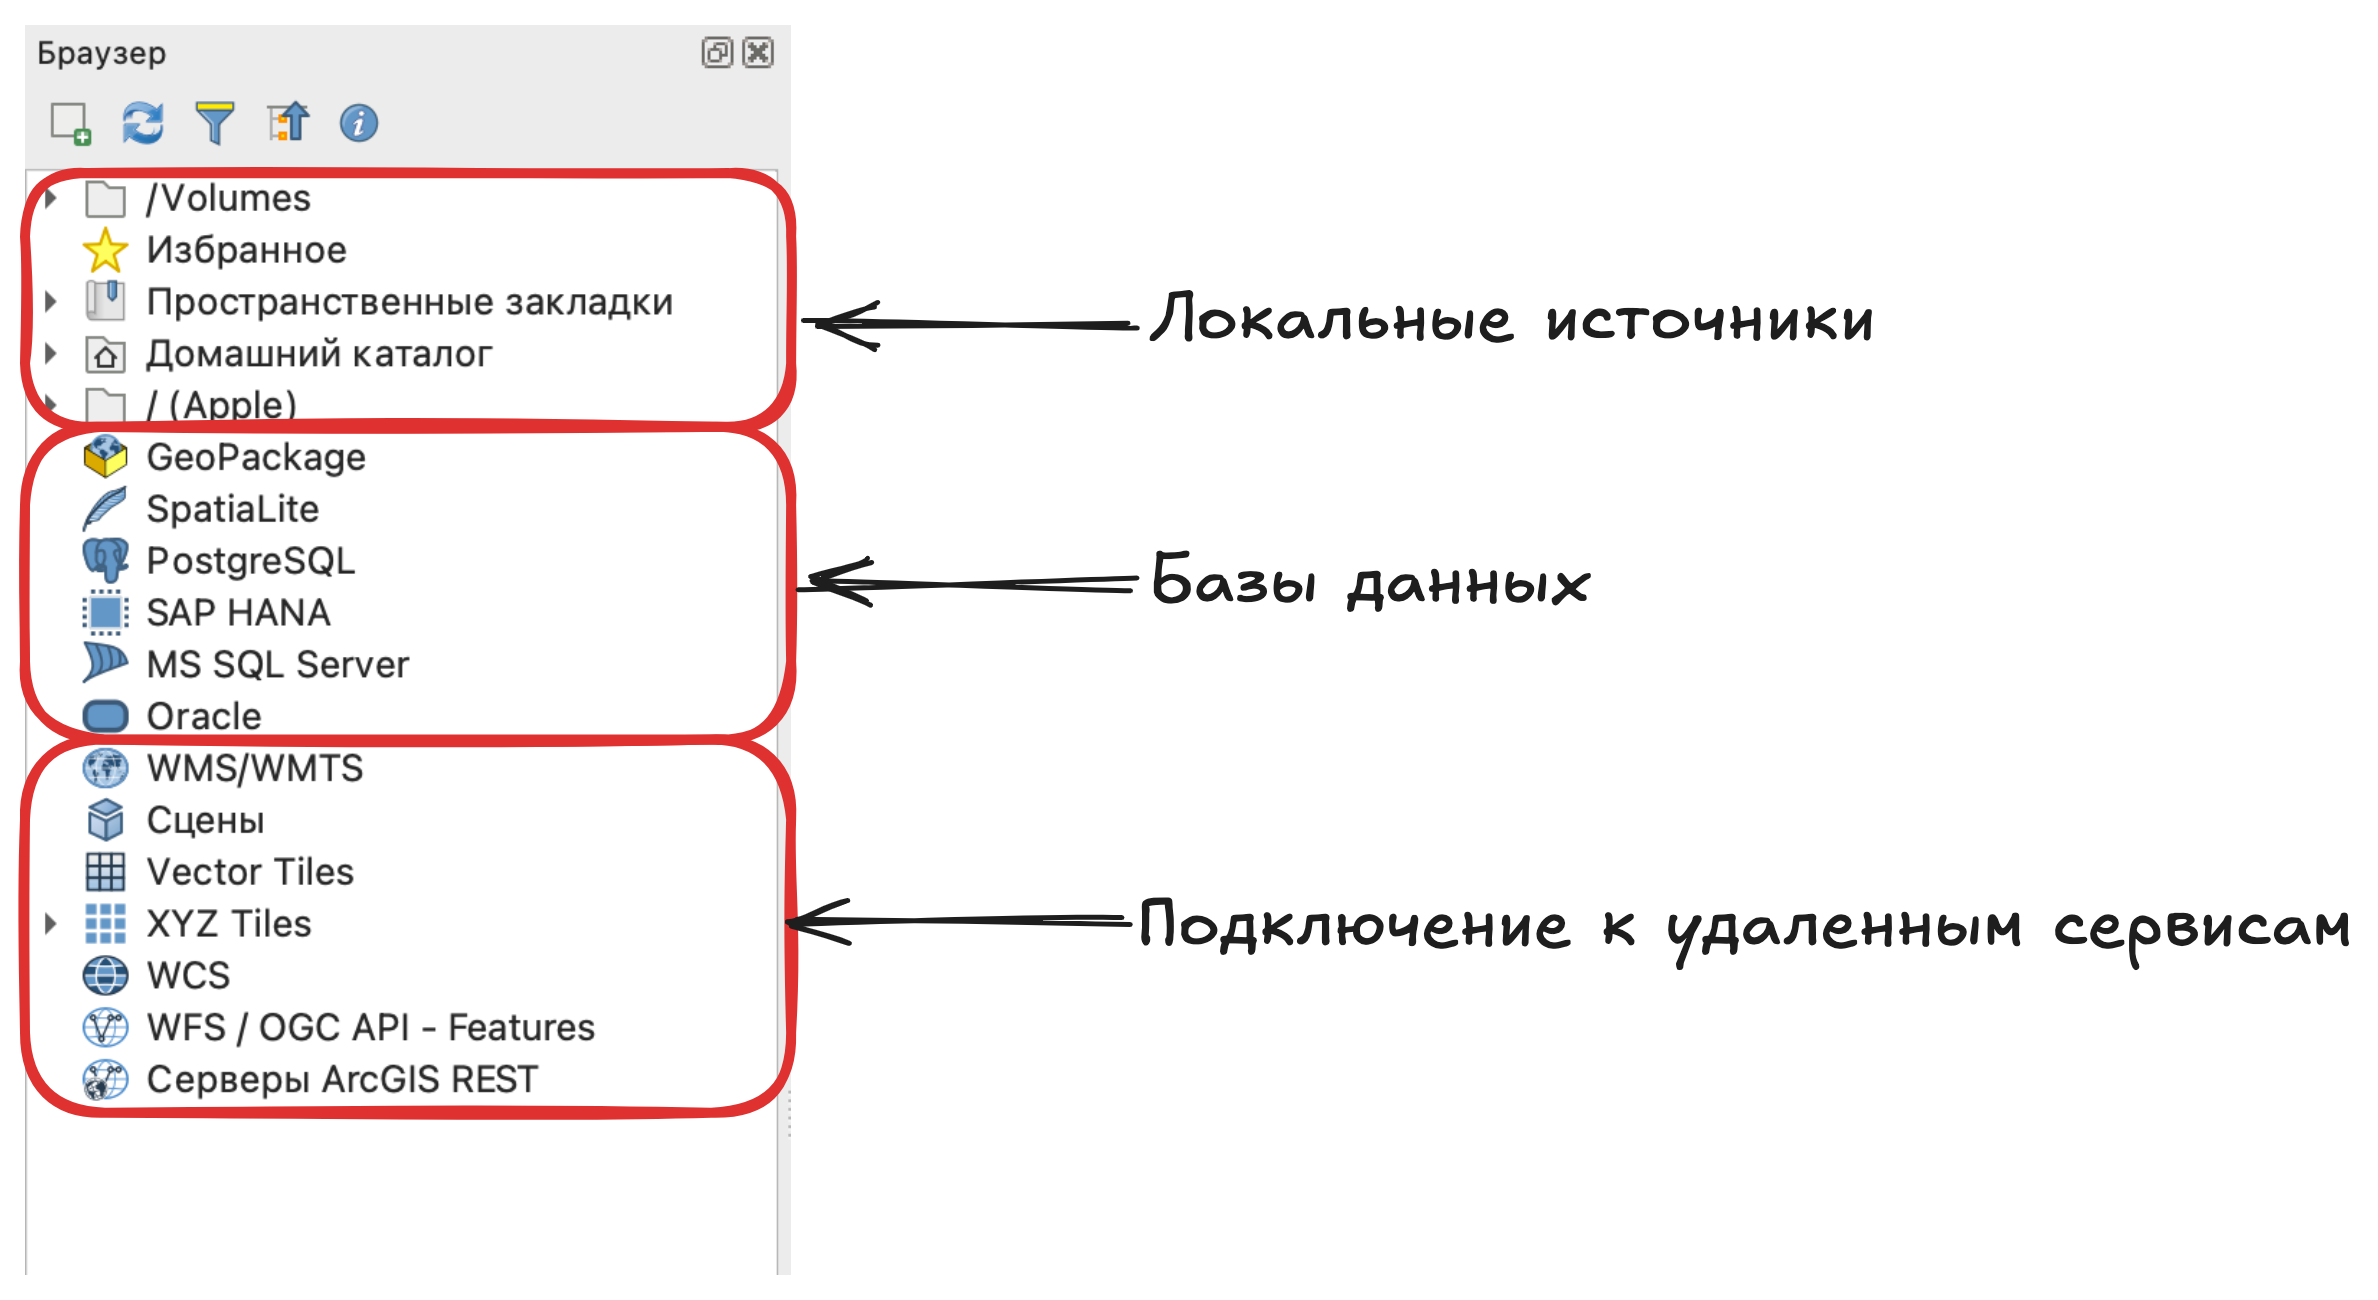 Браузер
/Volumes
Избранное
Пространственные закладки
Домашний каталог
/ (Apple)
Локальные источники
GeoPackage
SpatiaLite
PostgreSQL
SAP HANA
MS SQL Server
Oracle
Базы данных
WMS/WMTS
Сцены
Vector Tiles
XYZ Tiles
WCS
WFS / OGC API - Features
Серверы ArcGIS REST
Подключение к удаленным сервисам